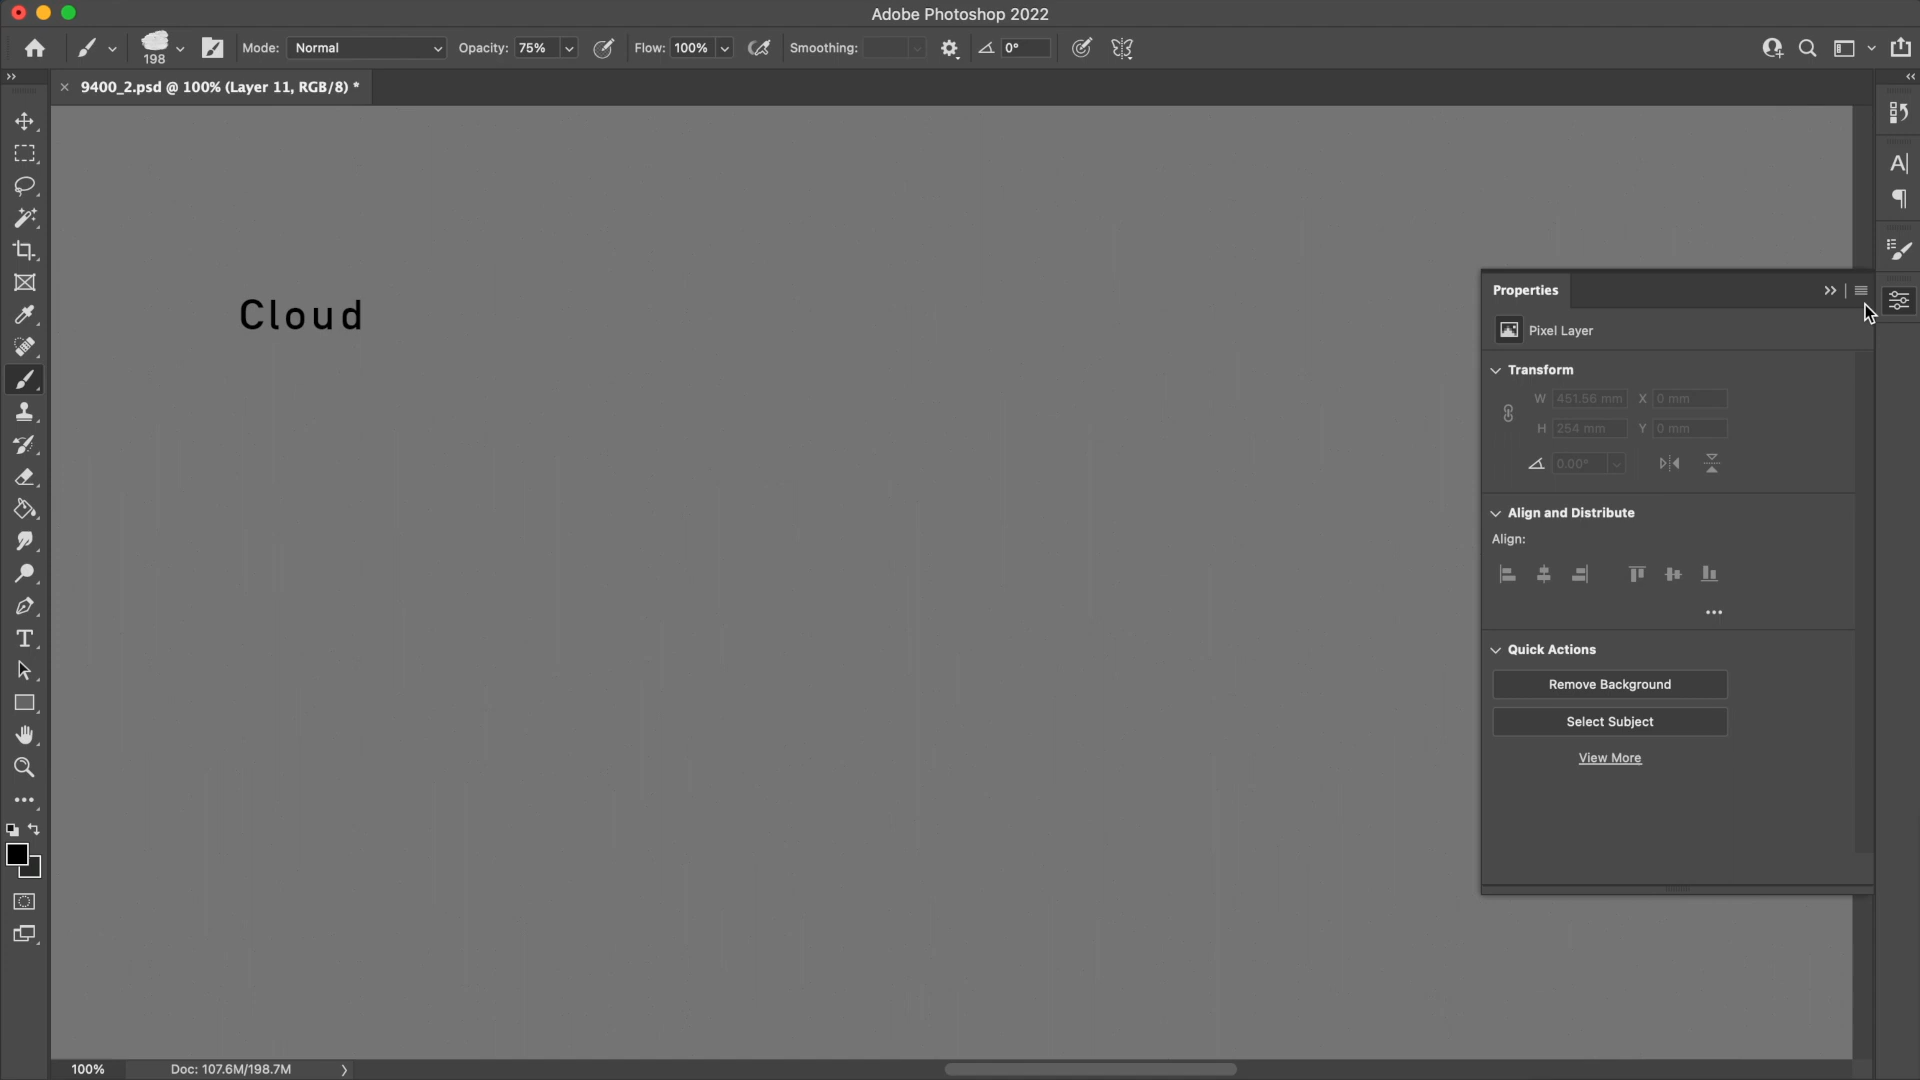 Adobe Photoshop 2022
198
Mode: Normal
Opacity: 75%
Flow: 100%
Smoothing:
0°
9400_2.psd @ 100% (Layer 11, RGB/8) *
Cloud
Properties
Pixel Layer
Transform
W 451.56 mm X 0 mm
H 254 mm Y 0 mm
0.00°
Align and Distribute
Align:
Quick Actions
Remove Background
Select Subject
View More
100%
Doc: 107.6M/198.7M